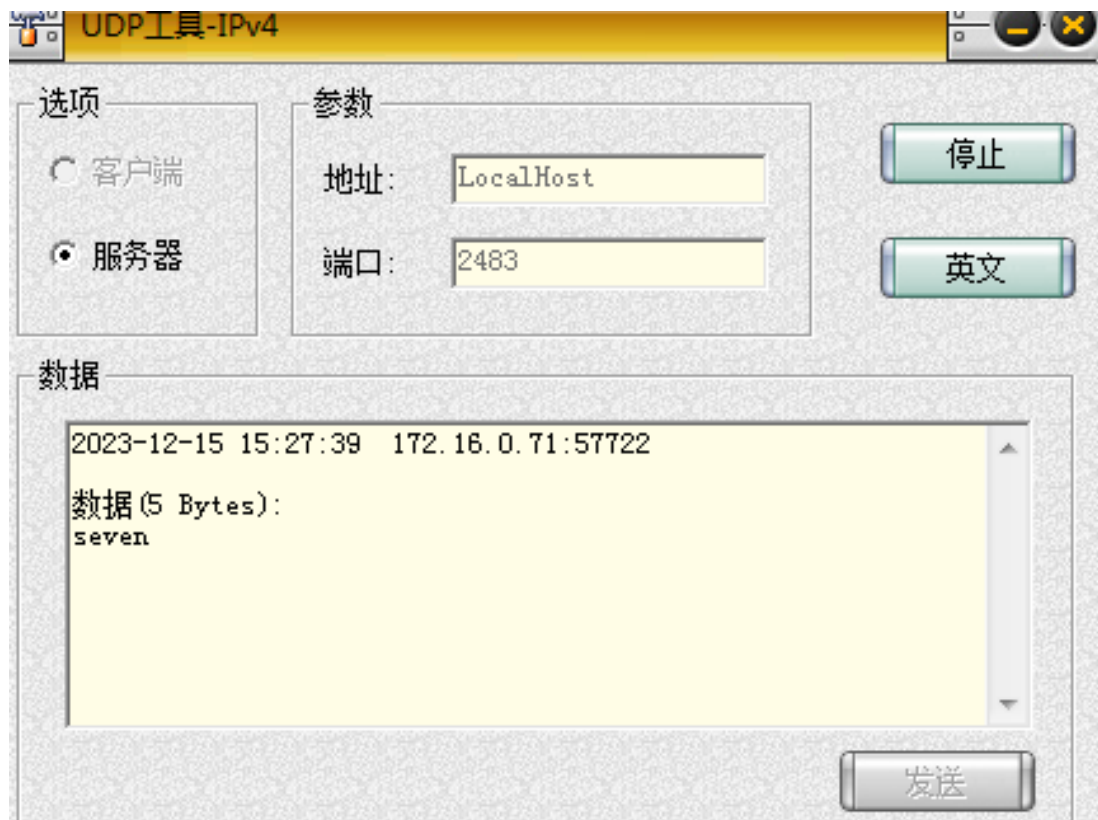 UDP工具-IPv4
选项
参数
客户端
地址:
LocalHost
停止
服务器
端口:
2483
英文
数据
2023-12-15 15:27:39 172.16.0.71:57722
数据(5 Bytes):
seven
发送